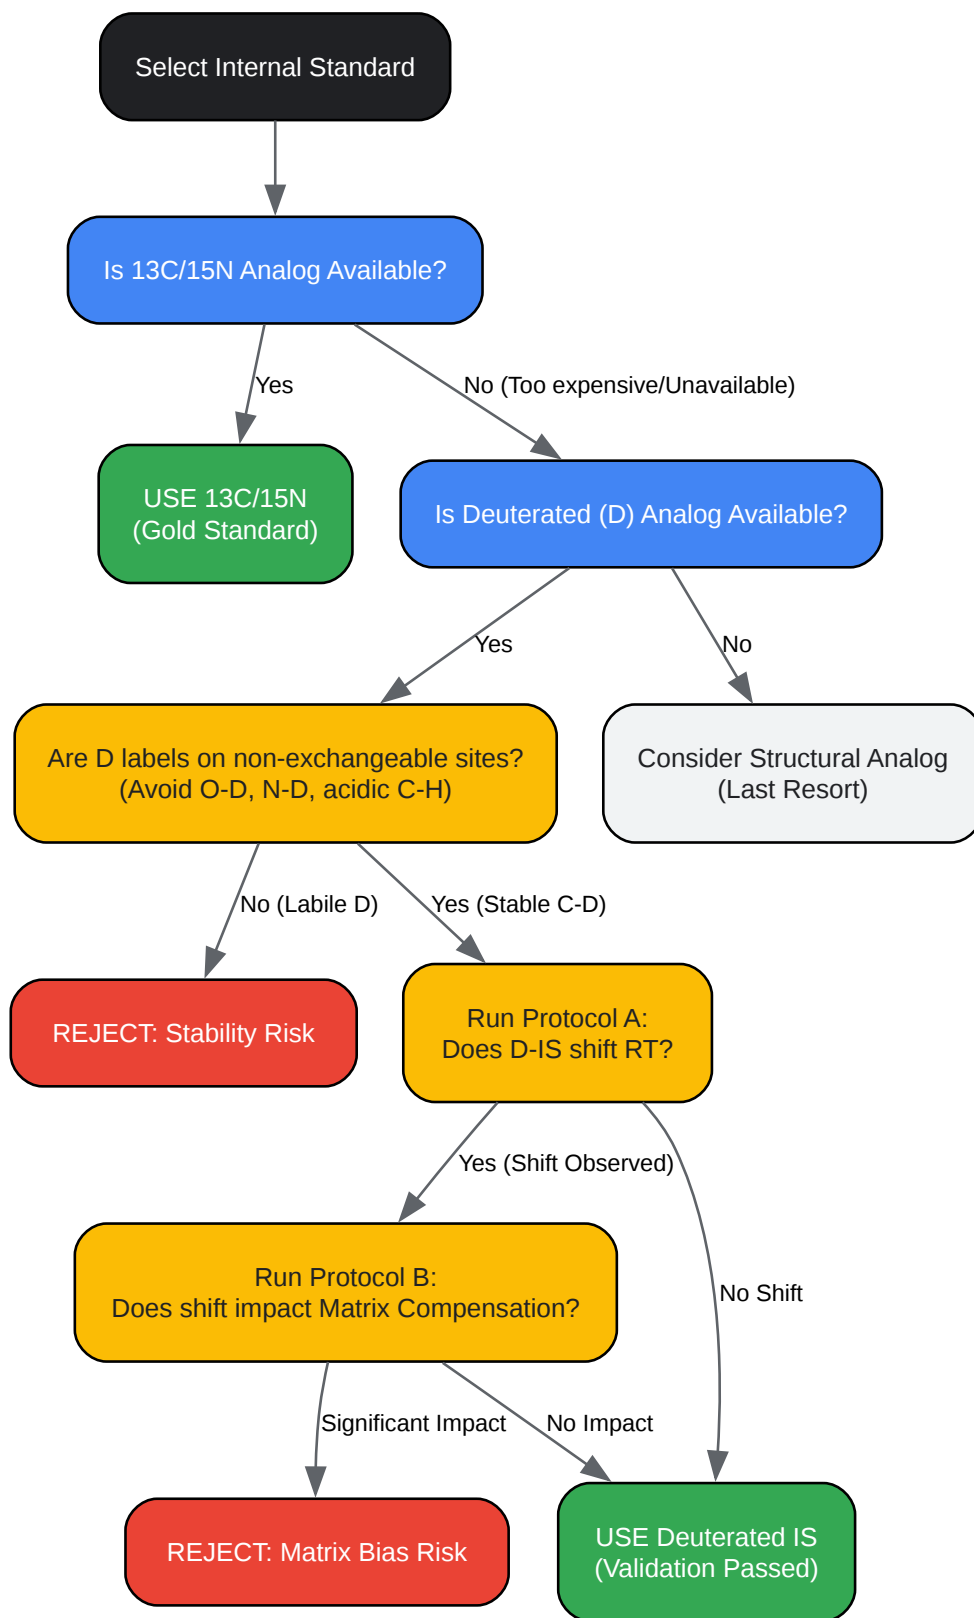 Select Internal Standard
Is 13C/15N Analog Available?
Yes
No (Too expensive/Unavailable)
USE 13C/15N
(Gold Standard)
Is Deuterated (D) Analog Available?
Yes
No
Are D labels on non-exchangeable sites?
(Avoid O-D, N-D, acidic C-H)
Consider Structural Analog
(Last Resort)
No (Labile D)
Yes (Stable C-D)
REJECT: Stability Risk
Run Protocol A:
Does D-IS shift RT?
Yes (Shift Observed)
No Shift
Run Protocol B:
Does shift impact Matrix Compensation?
Significant Impact
No Impact
REJECT: Matrix Bias Risk
USE Deuterated IS
(Validation Passed)